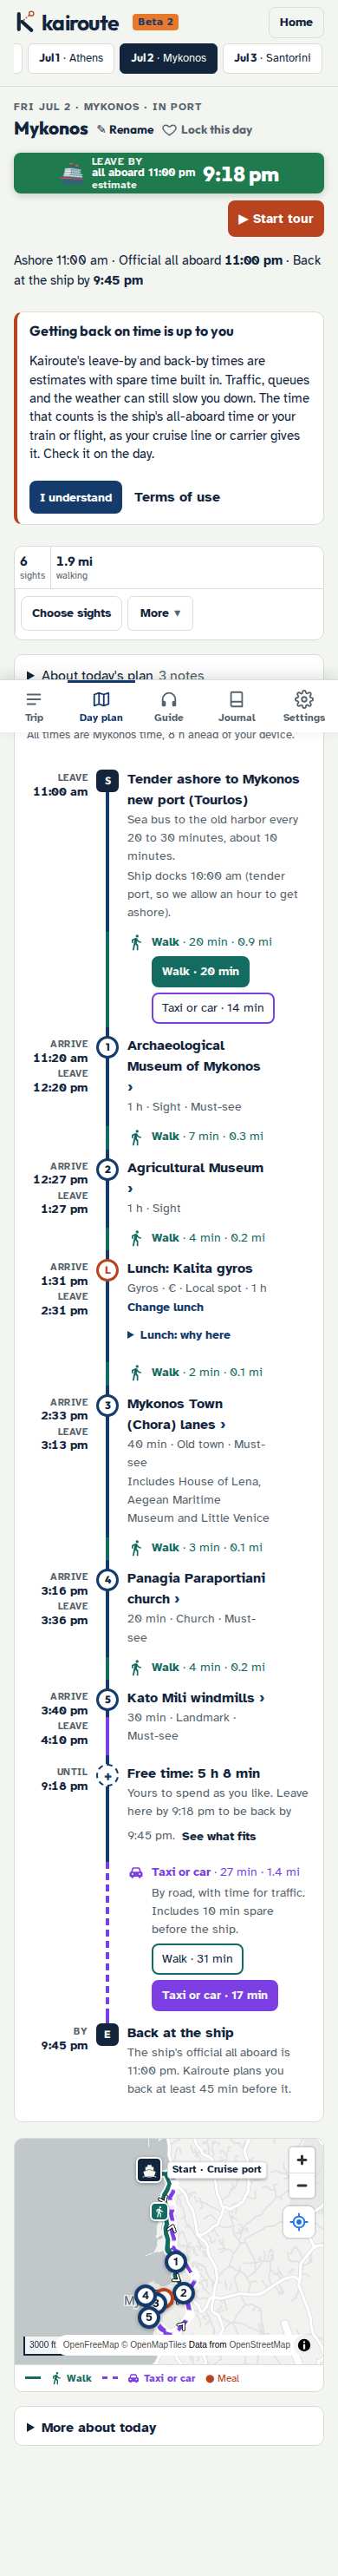 kairoute Beta 2 Home
Jul 1 · Athens Jul 2 · Mykonos Jul 3 · Santorini
FRI JUL 2 · MYKONOS · IN PORT
Mykonos ✎ Rename Lock this day
LEAVE BY
all aboard 11:00 pm
estimate
9:18 pm
▶ Start tour
Ashore 11:00 am · Official all aboard 11:00 pm · Back
at the ship by 9:45 pm
Getting back on time is up to you
Kairoute's leave-by and back-by times are
estimates with spare time built in. Traffic, queues
and the weather can still slow you down. The time
that counts is the ship's all-aboard time or your
train or flight, as your cruise line or carrier gives
it. Check it on the day.
I understand Terms of use
6
sights
1.9 mi
walking
Choose sights More ▼
▶ About today's plan 3 notes
Trip Day plan Guide Journal Settings
All times are Mykonos time, 8 h ahead of your device.
LEAVE
11:00 am
S
Tender ashore to Mykonos
new port (Tourlos)
Sea bus to the old harbor every
20 to 30 minutes, about 10
minutes.
Ship docks 10:00 am (tender
port, so we allow an hour to get
ashore).
Walk · 20 min · 0.9 mi
Walk · 20 min
Taxi or car · 14 min
ARRIVE
11:20 am
LEAVE
12:20 pm
1
Archaeological
Museum of Mykonos
›
1 h · Sight · Must-see
Walk · 7 min · 0.3 mi
ARRIVE
12:27 pm
LEAVE
1:27 pm
2
Agricultural Museum
›
1 h · Sight
Walk · 4 min · 0.2 mi
ARRIVE
1:31 pm
LEAVE
2:31 pm
L
Lunch: Kalita gyros
Gyros · € · Local spot · 1 h
Change lunch
▶ Lunch: why here
Walk · 2 min · 0.1 mi
ARRIVE
2:33 pm
LEAVE
3:13 pm
3
Mykonos Town
(Chora) lanes ›
40 min · Old town · Must-
see
Includes House of Lena,
Aegean Maritime
Museum and Little Venice
Walk · 3 min · 0.1 mi
ARRIVE
3:16 pm
LEAVE
3:36 pm
4
Panagia Paraportiani
church ›
20 min · Church · Must-
see
Walk · 4 min · 0.2 mi
ARRIVE
3:40 pm
LEAVE
4:10 pm
5
Kato Mili windmills ›
30 min · Landmark ·
Must-see
UNTIL
9:18 pm
+
Free time: 5 h 8 min
Yours to spend as you like. Leave
here by 9:18 pm to be back by
9:45 pm. See what fits
Taxi or car · 27 min · 1.4 mi
By road, with time for traffic.
Includes 10 min spare
before the ship.
Walk · 31 min
Taxi or car · 17 min
BY
9:45 pm
E
Back at the ship
The ship's official all aboard is
11:00 pm. Kairoute plans you
back at least 45 min before it.
Start · Cruise port
+
−
1
2
4
3
5
3000 ft OpenFreeMap © OpenMapTiles Data from OpenStreetMap
Walk Taxi or car Meal
▶ More about today